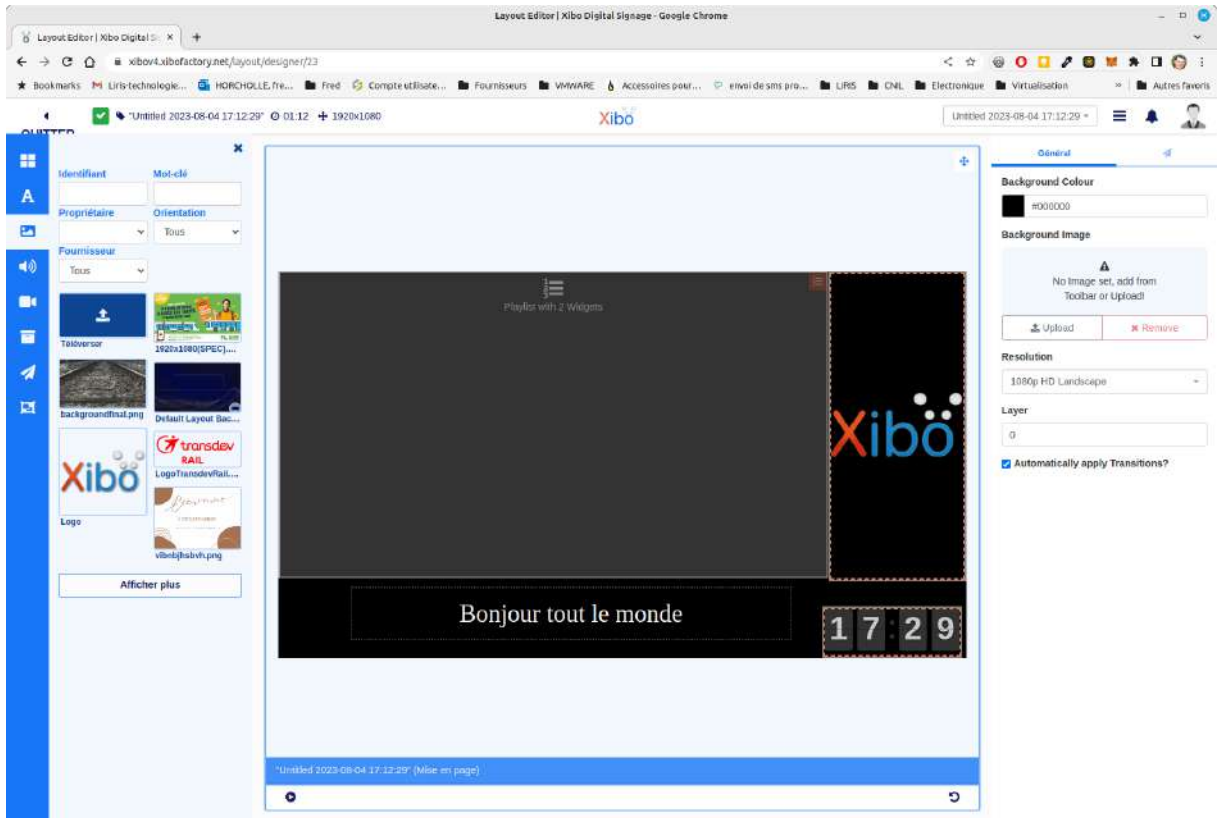 Layout Editor | Xibo Digital Signage - Google Chrome
Layout Editor | Xibo Digital S
xibov4.xibofactory.net/layout/designer/23
Bookmarks Liris-technologie... HORCHOLLE, fre... Fred Compte utilisate... Fournisseurs VMWARE Accessoires pour... envoi de sms pro... LIRIS CNIL Electronique Virtualisation » Autres favoris
QUITTER
"Untitled 2023-08-04 17:12:29" 01:12 1920x1080
Xibo
Untitled 2023-08-04 17:12:29
Identifiant Mot-clé
Propriétaire Orientation
Tous
Fournisseur
Tous
Téléverser
1920x1080(SPEC)....
backgroundfinal.png
Default Layout Bac...
Xibo
Logo
transdev
RAIL
LogoTransdevRail....
vibobjhsbvh.png
Afficher plus
Playlist with 2 Widgets
Xibo
Bonjour tout le monde
17:29
"Untitled 2023-08-04 17:12:29" (Mise en page)
Général
Background Colour
#000000
Background Image
No Image set, add from
Toolbar or Upload!
Upload Remove
Resolution
1080p HD Landscape
Layer
0
Automatically apply Transitions?